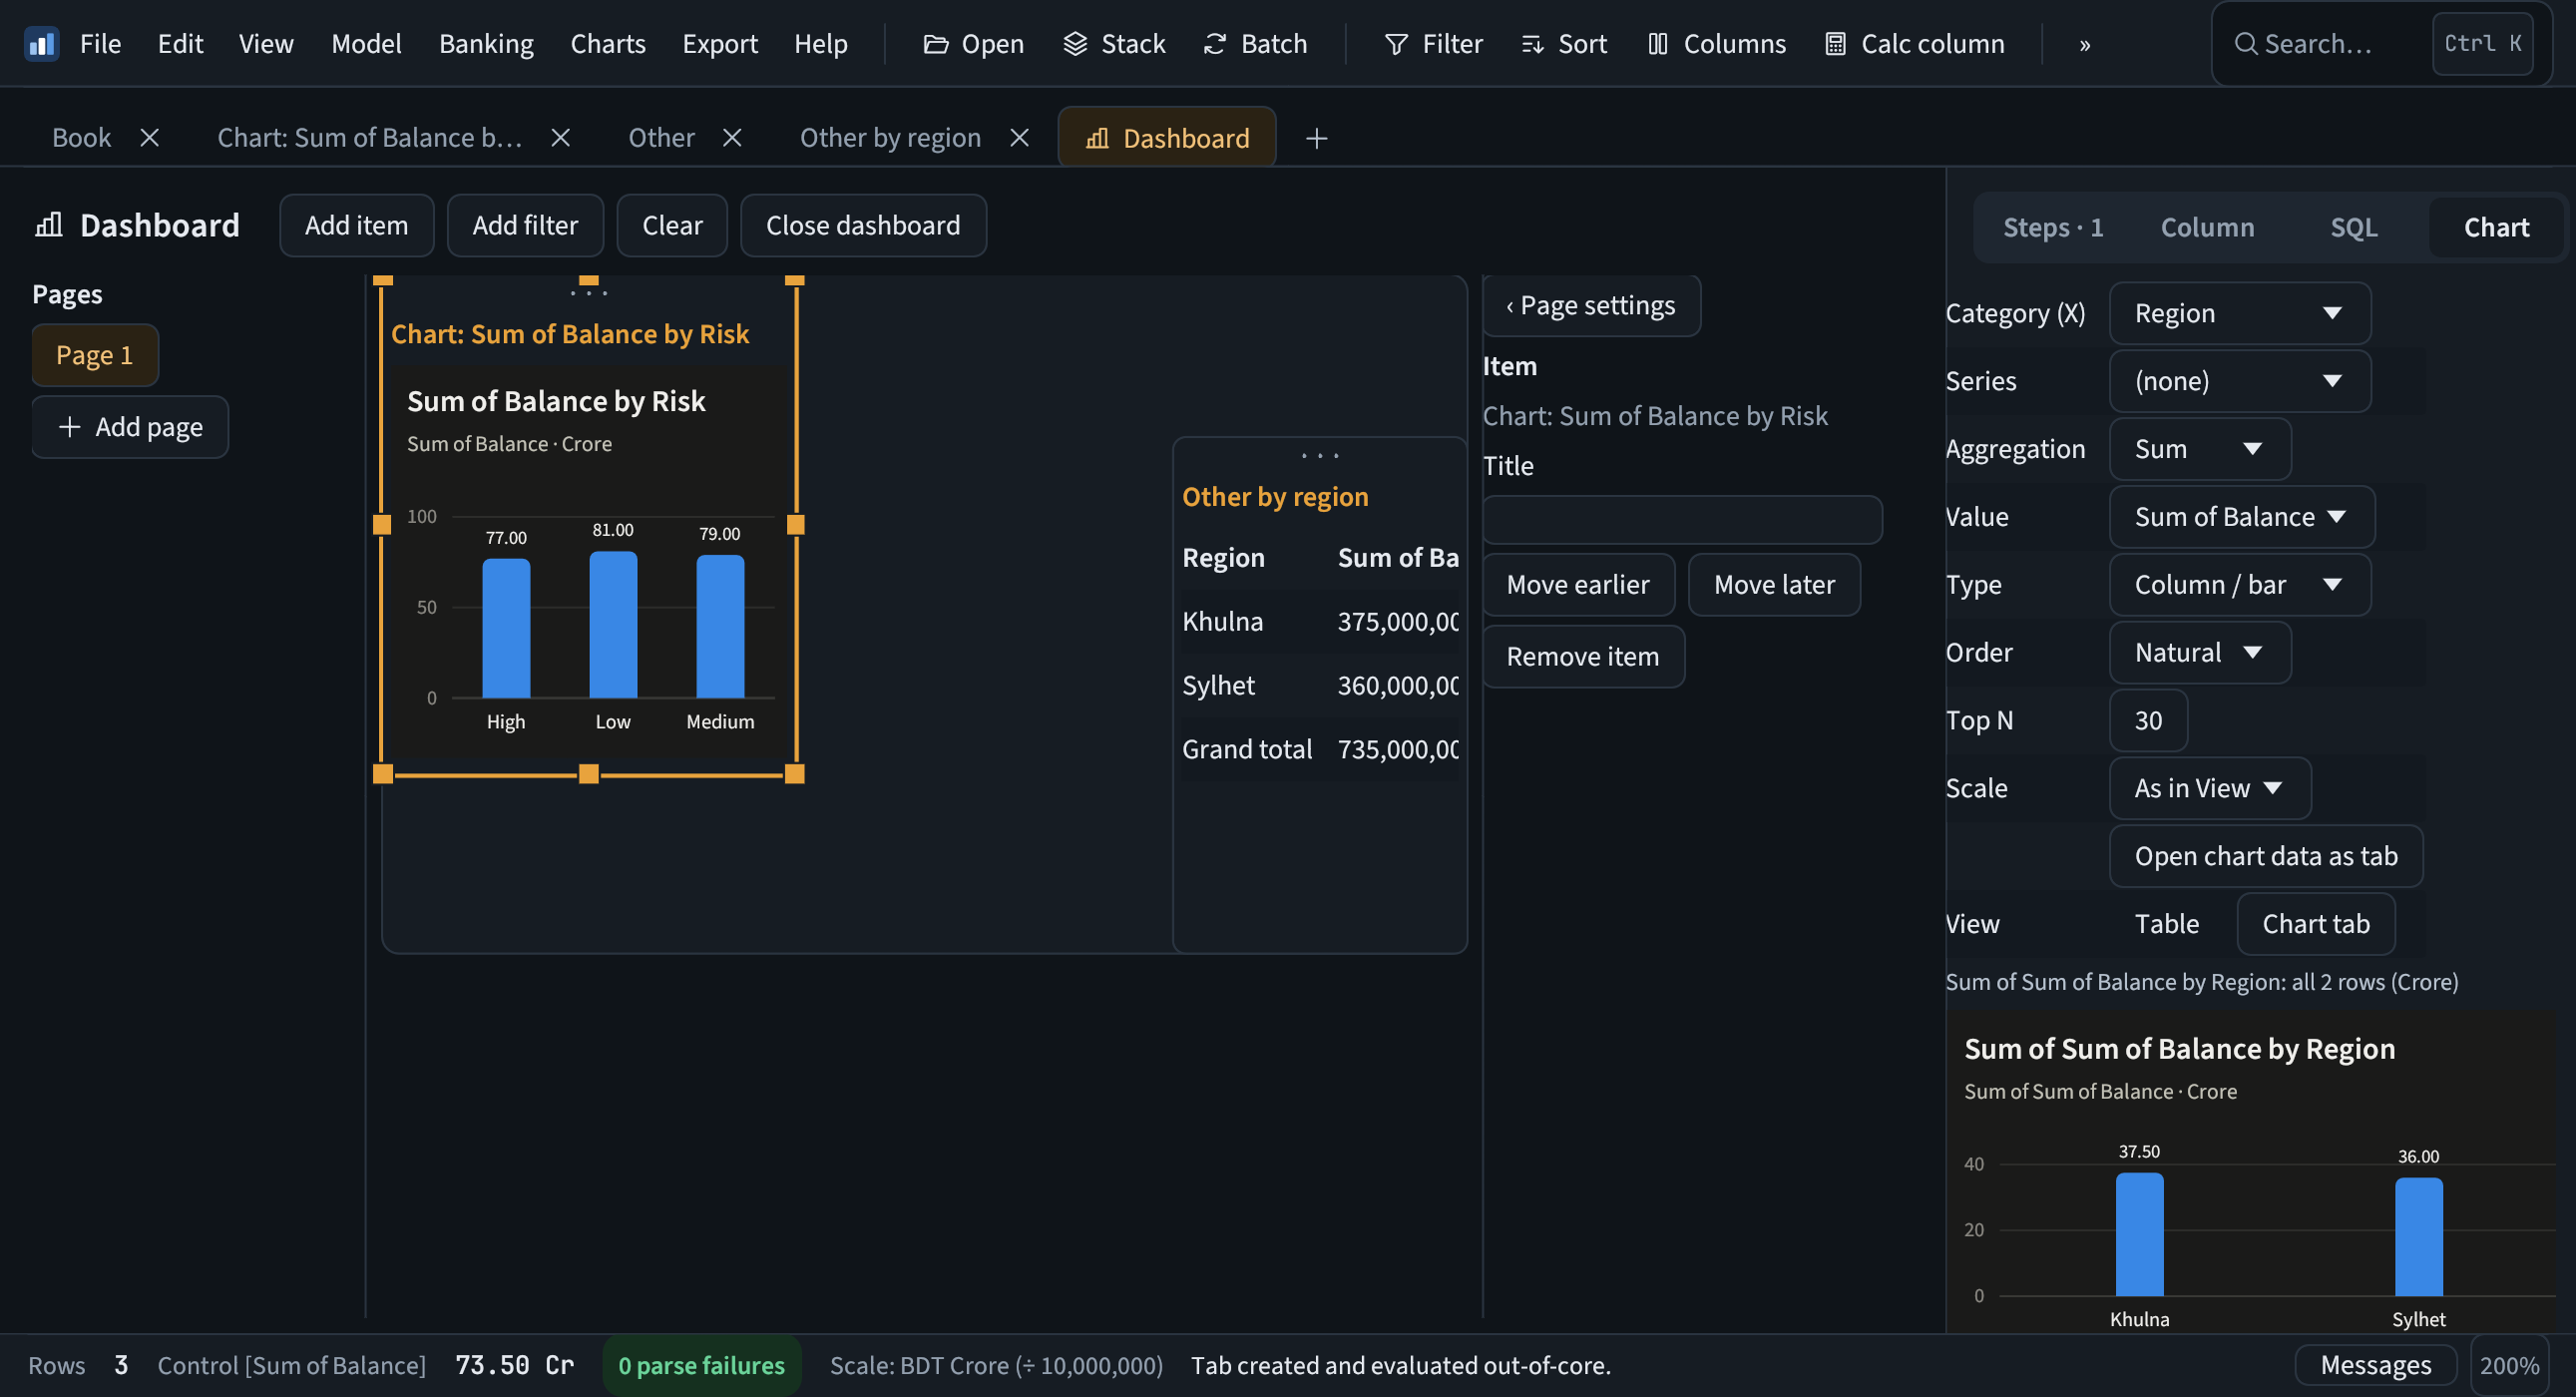 File Edit View Model Banking Charts Export Help Open Stack Batch Filter Sort Columns Calc column » Search… Ctrl K
Book Chart: Sum of Balance b… Other Other by region Dashboard
Dashboard Add item Add filter Clear Close dashboard
Pages
Page 1
Add page
Chart: Sum of Balance by Risk
Sum of Balance by Risk
Sum of Balance · Crore
100
50
0
77.00
81.00
79.00
High Low Medium
Other by region
Region Sum of Ba
Khulna 375,000,00
Sylhet 360,000,00
Grand total 735,000,00
‹ Page settings
Item
Chart: Sum of Balance by Risk
Title
Move earlier Move later
Remove item
Steps · 1 Column SQL Chart
Category (X) Region
Series (none)
Aggregation Sum
Value Sum of Balance
Type Column / bar
Order Natural
Top N 30
Scale As in View
Open chart data as tab
View Table Chart tab
Sum of Sum of Balance by Region: all 2 rows (Crore)
Sum of Sum of Balance by Region
Sum of Sum of Balance · Crore
40
20
0
37.50
36.00
Khulna Sylhet
Rows 3 Control [Sum of Balance] 73.50 Cr 0 parse failures Scale: BDT Crore (÷ 10,000,000) Tab created and evaluated out-of-core. Messages 200%